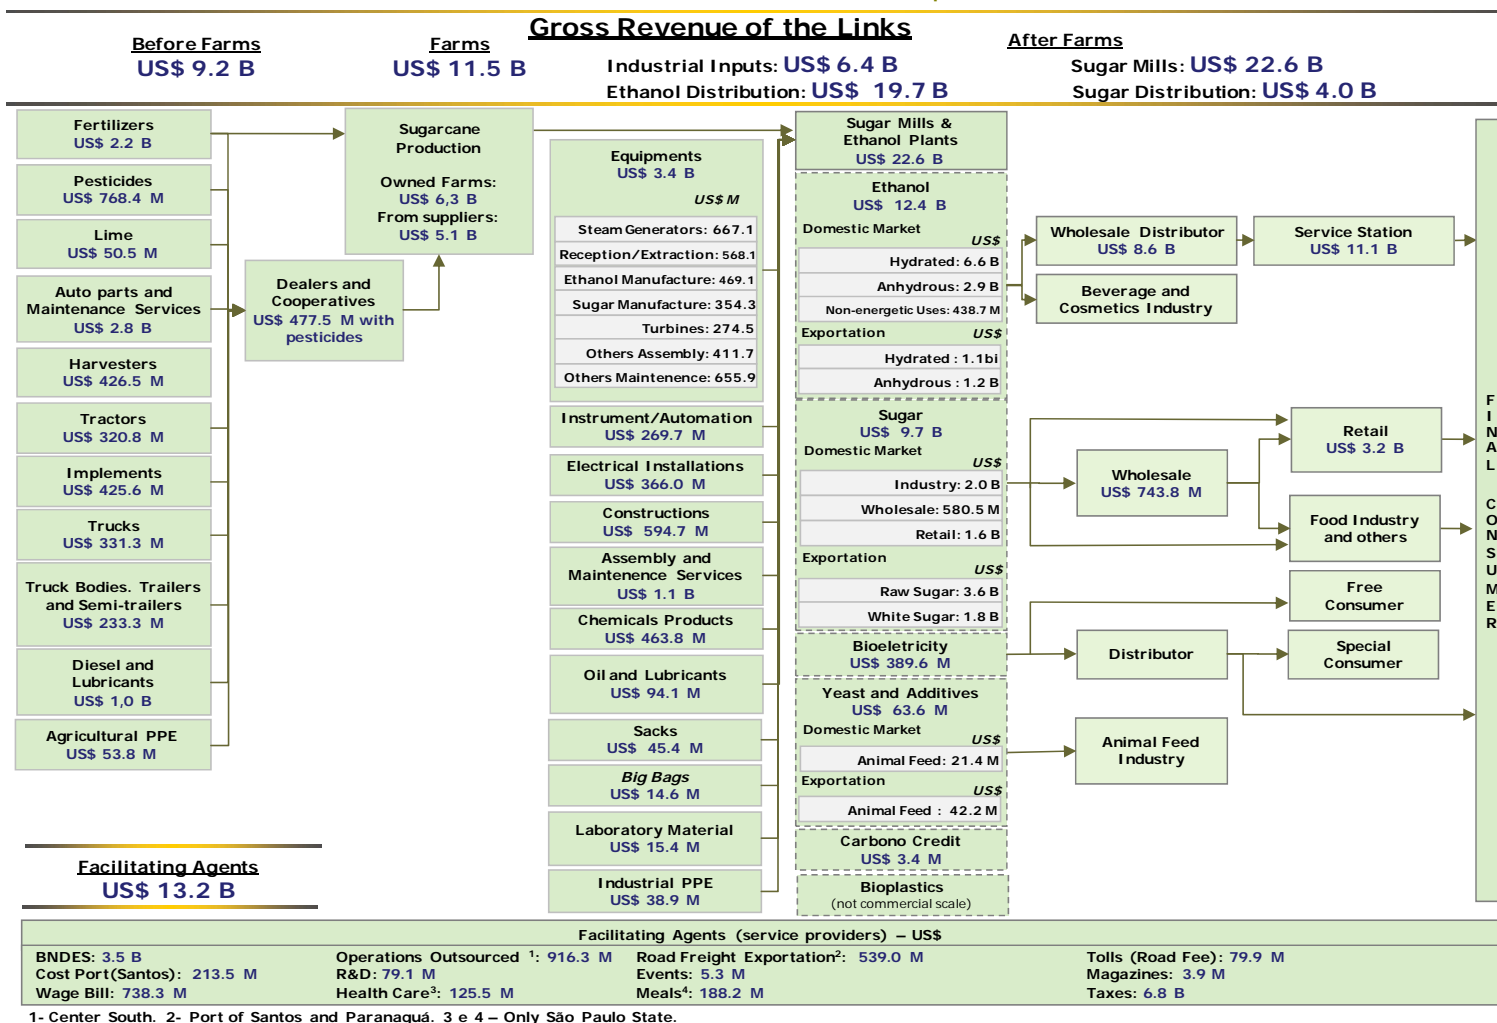 Gross Revenue of the Links
Before Farms
US$ 9.2 B
Farms
US$ 11.5 B
Industrial Inputs: US$ 6.4 B
Ethanol Distribution: US$ 19.7 B
After Farms
Sugar Mills: US$ 22.6 B
Sugar Distribution: US$ 4.0 B
Fertilizers
US$ 2.2 B
Pesticides
US$ 768.4 M
Lime
US$ 50.5 M
Auto parts and
Maintenance Services
US$ 2.8 B
Harvesters
US$ 426.5 M
Tractors
US$ 320.8 M
Implements
US$ 425.6 M
Trucks
US$ 331.3 M
Truck Bodies. Trailers
and Semi-trailers
US$ 233.3 M
Diesel and
Lubricants
US$ 1,0 B
Agricultural PPE
US$ 53.8 M
Dealers and
Cooperatives
US$ 477.5 M with
pesticides
Sugarcane
Production
Owned Farms:
US$ 6,3 B
From suppliers:
US$ 5.1 B
Equipments
US$ 3.4 B
US$ M
Steam Generators: 667.1
Reception/Extraction: 568.1
Ethanol Manufacture: 469.1
Sugar Manufacture: 354.3
Turbines: 274.5
Others Assembly: 411.7
Others Maintenence: 655.9
Instrument/Automation
US$ 269.7 M
Electrical Installations
US$ 366.0 M
Constructions
US$ 594.7 M
Assembly and
Maintenence Services
US$ 1.1 B
Chemicals Products
US$ 463.8 M
Oil and Lubricants
US$ 94.1 M
Sacks
US$ 45.4 M
Big Bags
US$ 14.6 M
Laboratory Material
US$ 15.4 M
Industrial PPE
US$ 38.9 M
Sugar Mills &
Ethanol Plants
US$ 22.6 B
Ethanol
US$ 12.4 B
Domestic Market
US$
Hydrated: 6.6 B
Anhydrous: 2.9 B
Non-energetic Uses: 438.7 M
Exportation US$
Hydrated : 1.1bi
Anhydrous : 1.2 B
Sugar
US$ 9.7 B
Domestic Market
US$
Industry: 2.0 B
Wholesale: 580.5 M
Retail: 1.6 B
Exportation
US$
Raw Sugar: 3.6 B
White Sugar: 1.8 B
Bioeletricity
US$ 389.6 M
Yeast and Additives
US$ 63.6 M
Domestic Market
US$
Animal Feed: 21.4 M
Exportation
US$
Animal Feed : 42.2 M
Carbono Credit
US$ 3.4 M
Bioplastics
(not commercial scale)
Wholesale Distributor
US$ 8.6 B
Service Station
US$ 11.1 B
Beverage and
Cosmetics Industry
Wholesale
US$ 743.8 M
Retail
US$ 3.2 B
Food Industry
and others
Free
Consumer
Distributor
Special
Consumer
Animal Feed
Industry
FINAL CONSUMER
Facilitating Agents
US$ 13.2 B
Facilitating Agents (service providers) – US$
BNDES: 3.5 B Operations Outsourced ¹: 916.3 M Road Freight Exportation²: 539.0 M Tolls (Road Fee): 79.9 M
Cost Port(Santos): 213.5 M R&D: 79.1 M Events: 5.3 M Magazines: 3.9 M
Wage Bill: 738.3 M Health Care³: 125.5 M Meals⁴: 188.2 M Taxes: 6.8 B
1- Center South. 2- Port of Santos and Paranaguá. 3 e 4 – Only São Paulo State.